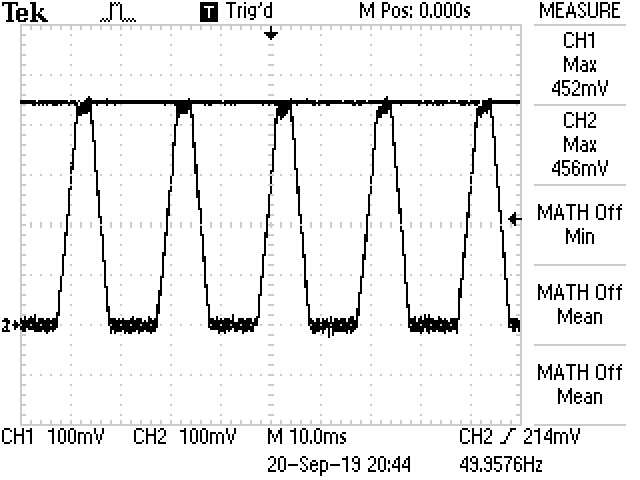 Tek T Trig'd M Pos: 0.000s MEASURE
CH1
Max
452mV
CH2
Max
456mV
MATH Off
Min
MATH Off
Mean
MATH Off
Mean
2
CH1 100mV CH2 100mV M 10.0ms CH2 214mV
20-Sep-19 20:44 49.9576Hz